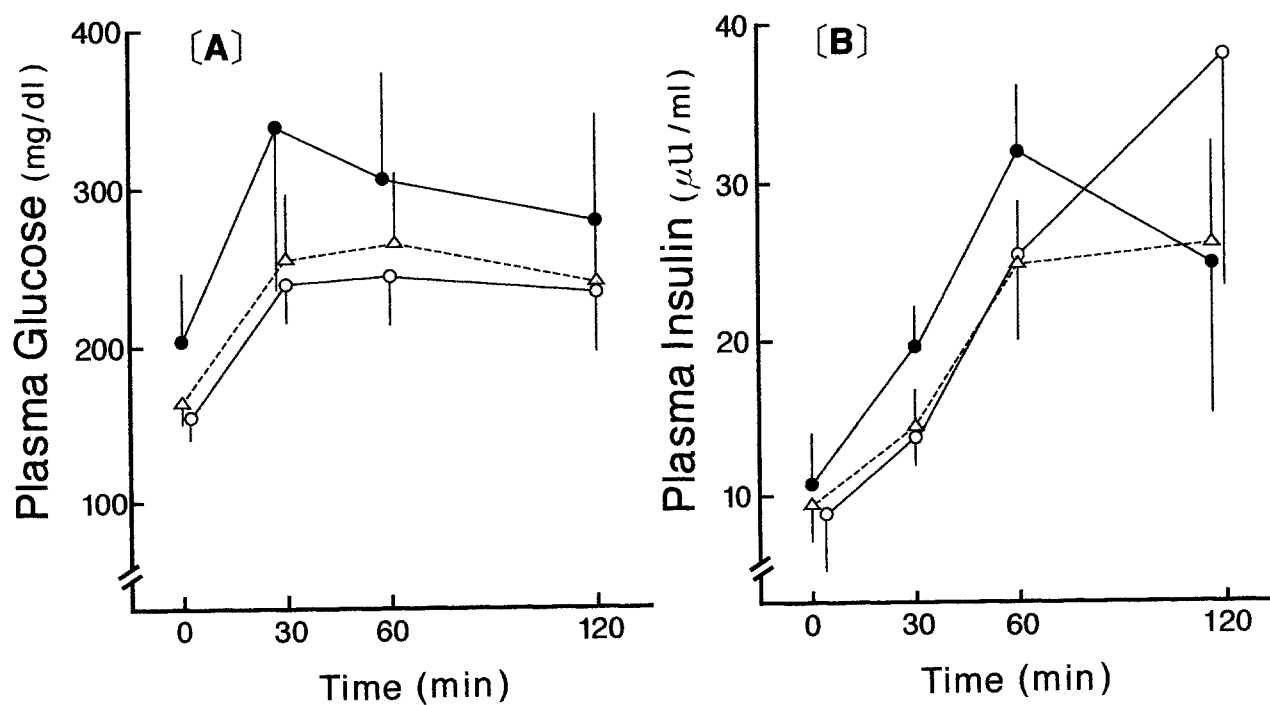 [A]
400
300
200
100
Plasma Glucose (mg/dl)
0 30 60 120
Time (min)
[B]
40
30
20
10
Plasma Insulin (μu/ml)
0 30 60 120
Time (min)